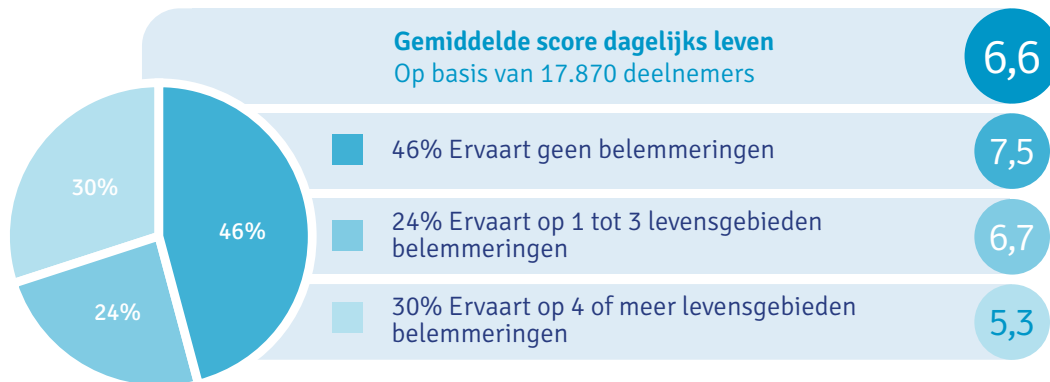 Gemiddelde score dagelijks leven
Op basis van 17.870 deelnemers
6,6
46% Ervaart geen belemmeringen
7,5
24% Ervaart op 1 tot 3 levensgebieden
belemmeringen
6,7
30% Ervaart op 4 of meer levensgebieden
belemmeringen
5,3
30%
46%
24%